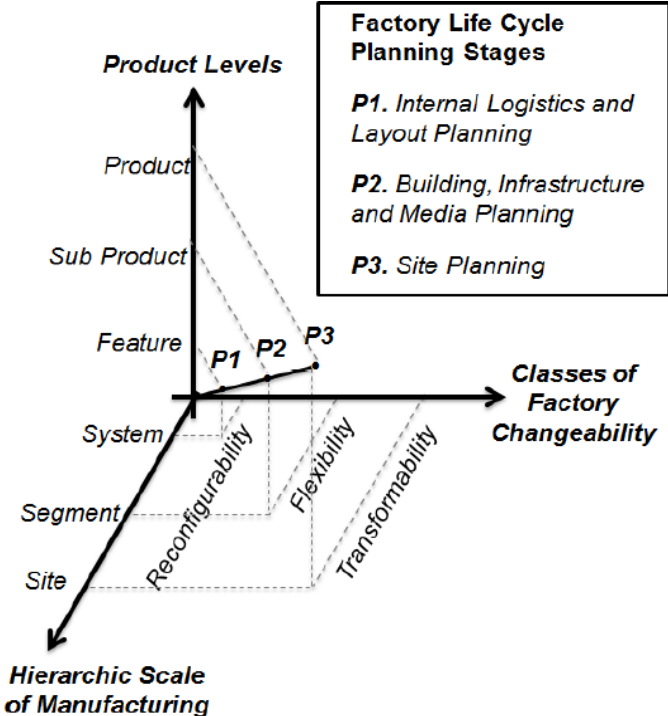 Factory Life Cycle
Planning Stages
P1. Internal Logistics and
Layout Planning
P2. Building, Infrastructure
and Media Planning
P3. Site Planning
Product Levels
Product
Sub Product
Feature
P1
P2
P3
Classes of
Factory
Changeability
System
Segment
Site
Reconfigurability
Flexibility
Transformability
Hierarchic Scale
of Manufacturing